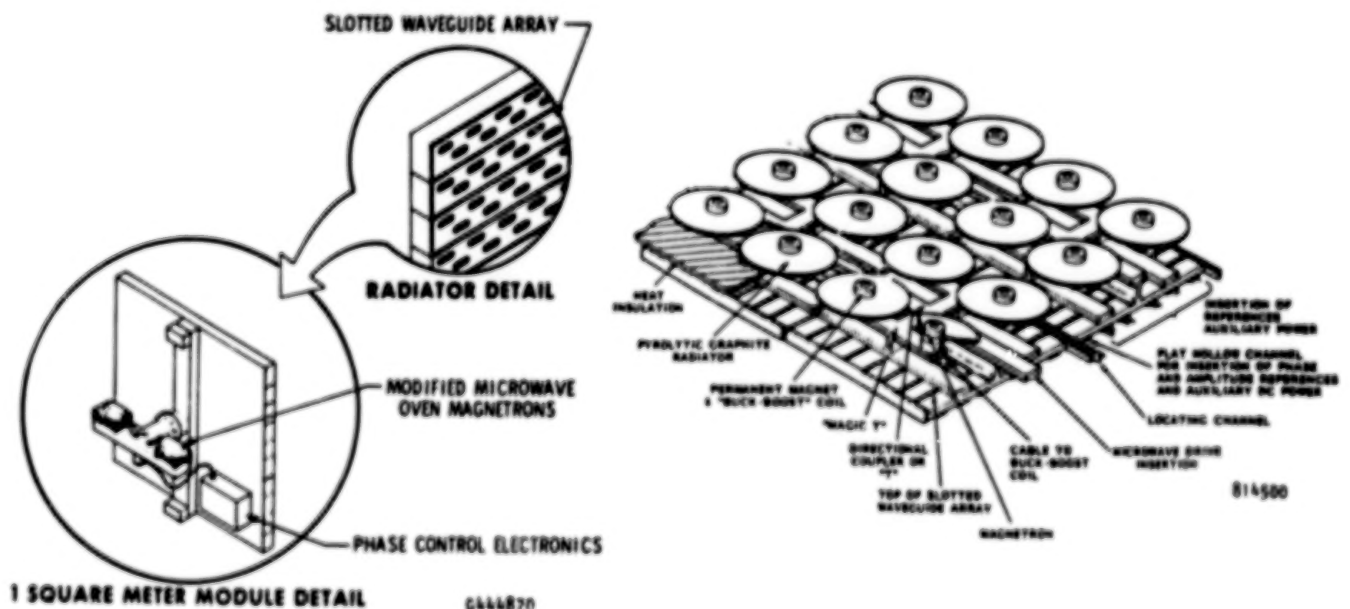 SLOTTED WAVEGUIDE ARRAY
RADIATOR DETAIL
MODIFIED MICROWAVE
OVEN MAGNETRONS
PHASE CONTROL ELECTRONICS
1 SQUARE METER MODULE DETAIL
HEAT
INSULATION
PYROLYTIC GRAPHITE
RADIATOR
PERMANENT MAGNET
& "BUCK-BOOST" COIL
"MAGIC T"
DIRECTIONAL
COUPLER OR
"T"
TOP OF SLOTTED
WAVEGUIDE ARRAY
MAGNETRON
CABLE TO
BUCK-BOOST
COIL
MICROWAVE DRIVE
INSERTION
LOCATING CHANNEL
FLAT HOLLOW CHANNEL
FOR INSERTION OF PHASE
AND AMPLITUDE REFERENCES
AND AUXILIARY DC POWER
INSERTION OF
REFERENCES
AUXILIARY POWER
814500